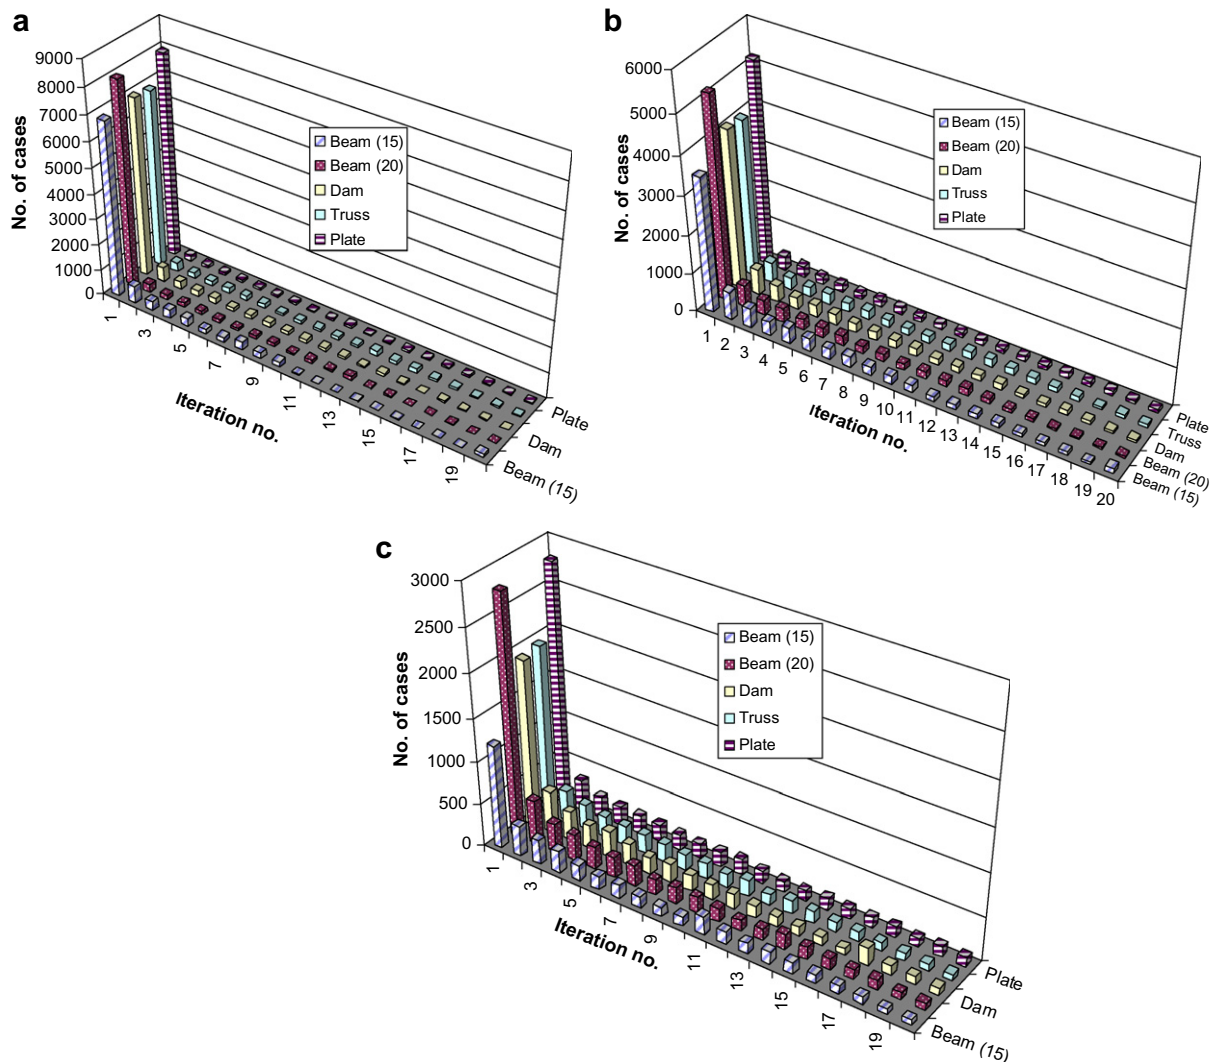 a
9000
8000
7000
6000
5000
4000
3000
2000
1000
0
No. of cases
Beam (15)
Beam (20)
Dam
Truss
Plate
1
3
5
7
9
11
13
15
17
19
Iteration no.
Plate
Dam
Beam (15)
b
6000
5000
4000
3000
2000
1000
0
No. of cases
Beam (15)
Beam (20)
Dam
Truss
Plate
1
2
3
4
5
6
7
8
9
10
11
12
13
14
15
16
17
18
19
20
Iteration no.
Plate
Truss
Dam
Beam (20)
Beam (15)
c
3000
2500
2000
1500
1000
500
0
No. of cases
Beam (15)
Beam (20)
Dam
Truss
Plate
1
3
5
7
9
11
13
15
17
19
Iteration no.
Plate
Dam
Beam (15)